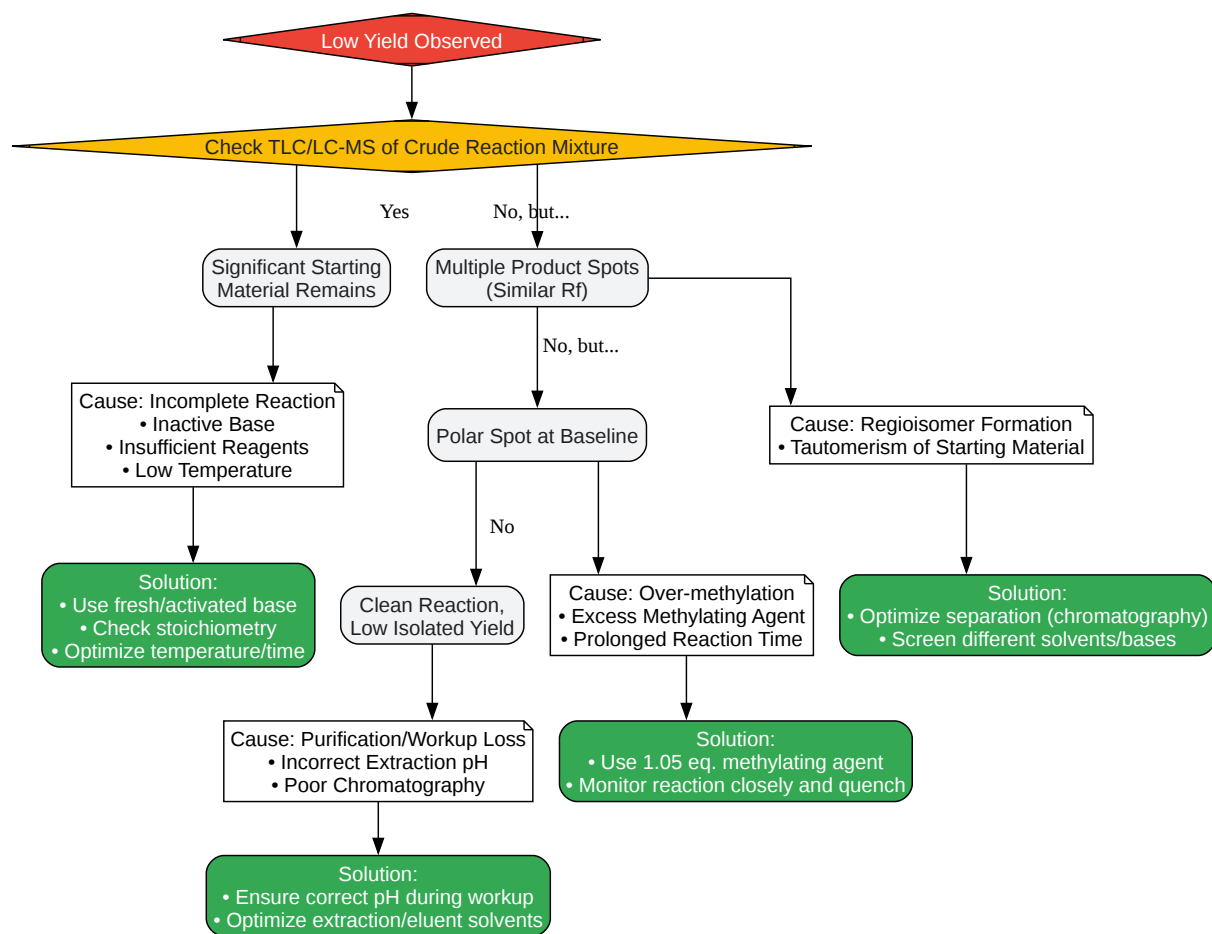 Low Yield Observed
Check TLC/LC-MS of Crude Reaction Mixture
Yes
No, but...
Significant Starting
Material Remains
Multiple Product Spots
(Similar Rf)
No, but...
Cause: Incomplete Reaction
• Inactive Base
• Insufficient Reagents
• Low Temperature
Polar Spot at Baseline
Cause: Regioisomer Formation
• Tautomerism of Starting Material
No
Solution:
• Use fresh/activated base
• Check stoichiometry
• Optimize temperature/time
Clean Reaction,
Low Isolated Yield
Cause: Over-methylation
• Excess Methylating Agent
• Prolonged Reaction Time
Solution:
• Optimize separation (chromatography)
• Screen different solvents/bases
Cause: Purification/Workup Loss
• Incorrect Extraction pH
• Poor Chromatography
Solution:
• Use 1.05 eq. methylating agent
• Monitor reaction closely and quench
Solution:
• Ensure correct pH during workup
• Optimize extraction/eluent solvents